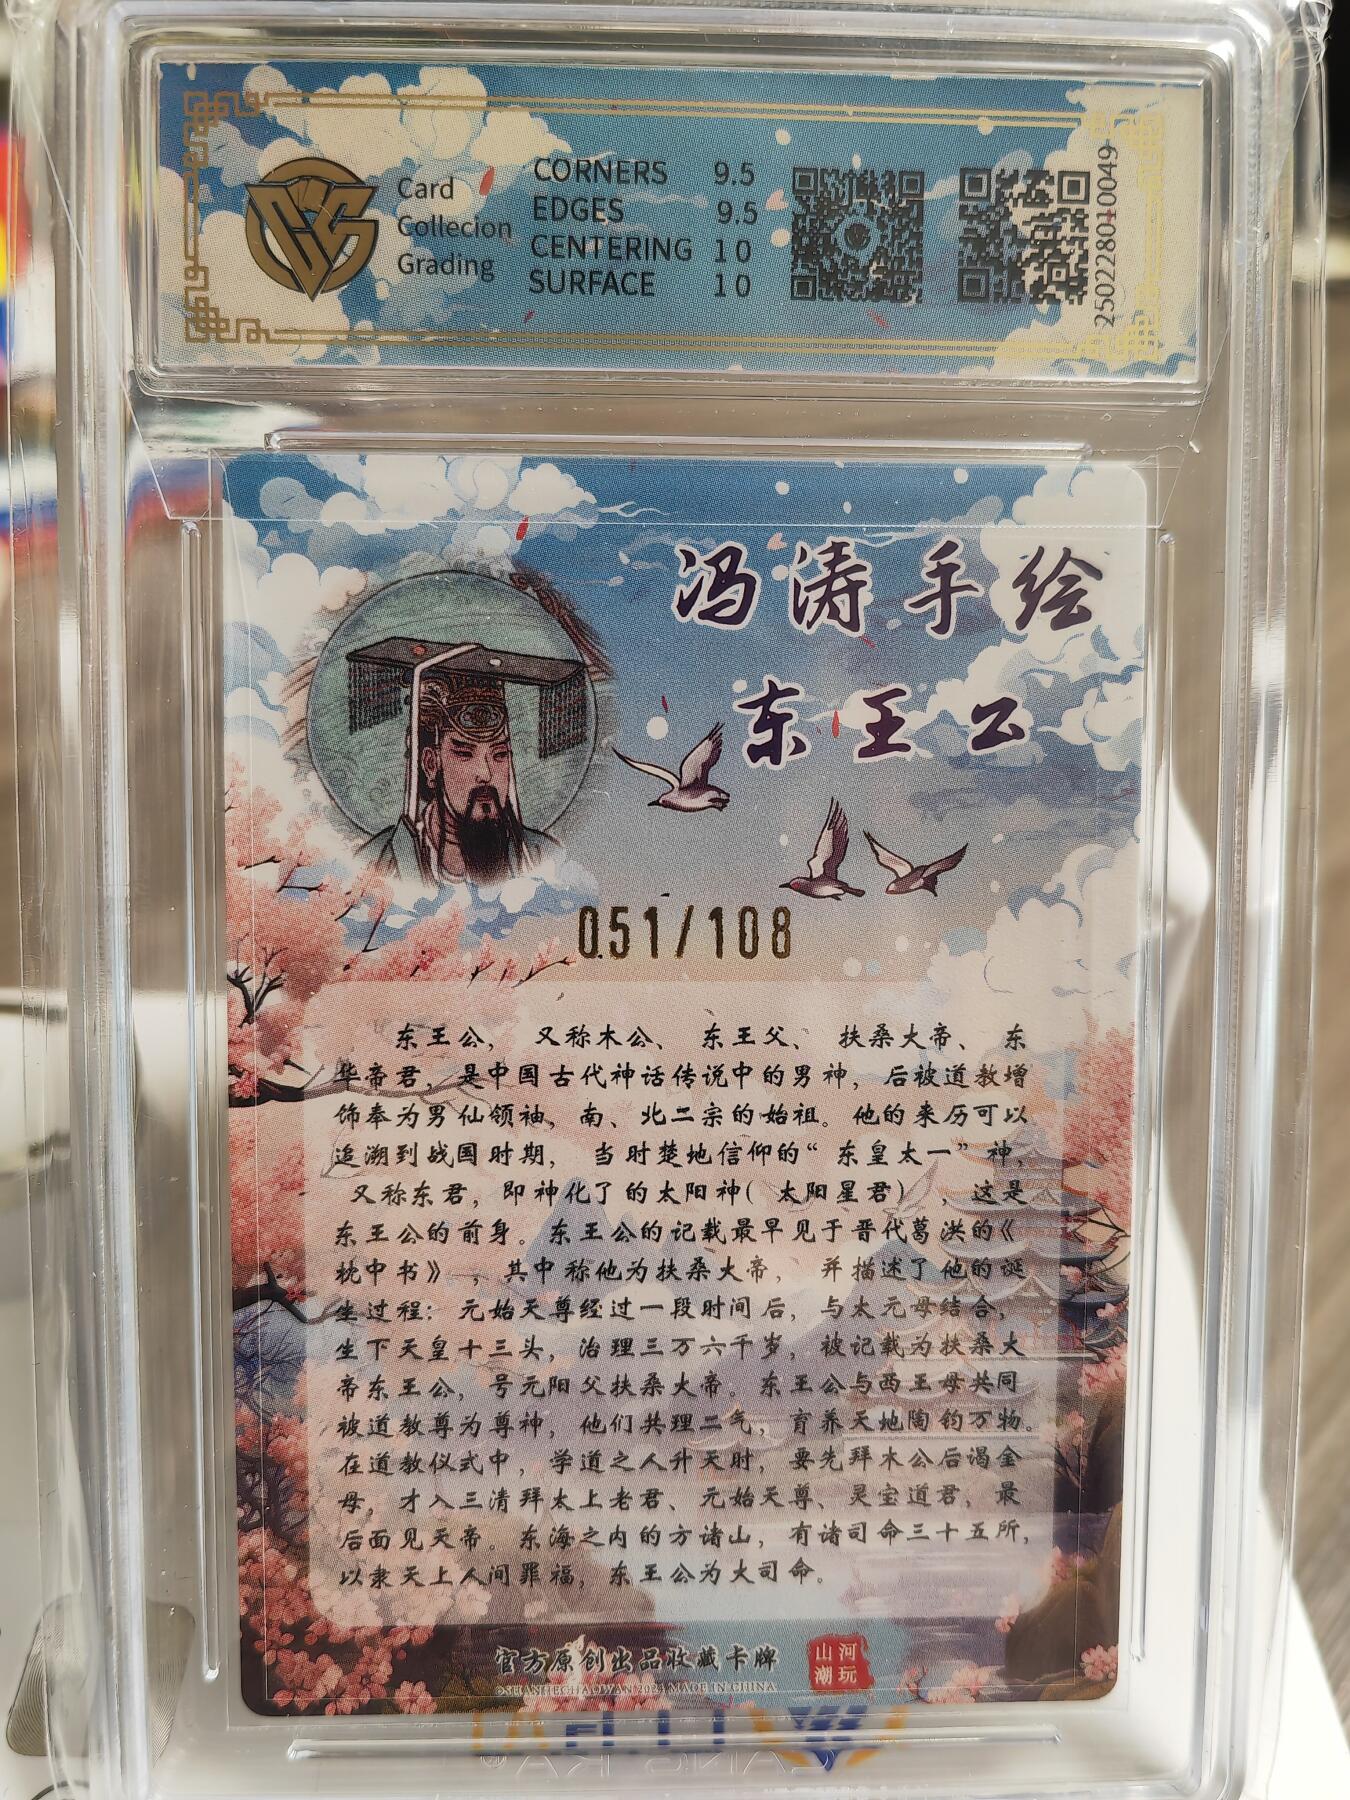 Card
Collecion
Grading
CORNERS 9.5
EDGES 9.5
CENTERING 10
SURFACE 10
2502280100049
冯涛手绘
东王公
051/108
东王公， 又称木公、 东王父、 扶桑大帝、 东
华帝君，是中国古代神话传说中的男神，后被道教增
饰奉为男仙领袖，南、北二宗的始祖。他的来历可以
追溯到战国时期， 当时楚地信仰的“东皇太一”神，
又称东君，即神化了的太阳神（太阳星君），这是
东王公的前身。东王公的记载最早见于晋代葛洪的《
枕中书》，其中称他为扶桑大帝， 并描述了他的诞
生过程：元始天尊经过一段时间后，与太元母结合，
生下天皇十三头，治理三万六千岁，被记载为扶桑大
帝东王公，号元阳父扶桑大帝。东王公与西王母共同
被道教尊为尊神，他们共理二气，育养天地陶钧万物。
在道教仪式中，学道之人升天时，要先拜木公后谒金
母，才入三清拜太上老君、元始天尊、灵宝道君，最
后面见天帝。东海之内的方诸山，有诸司命三十五所，
以隶天上人间罪福，东王公为大司命。
官方原创出品收藏卡牌
山河
潮玩
©SHANHECHAOWAN 2024 MADE IN CHINA